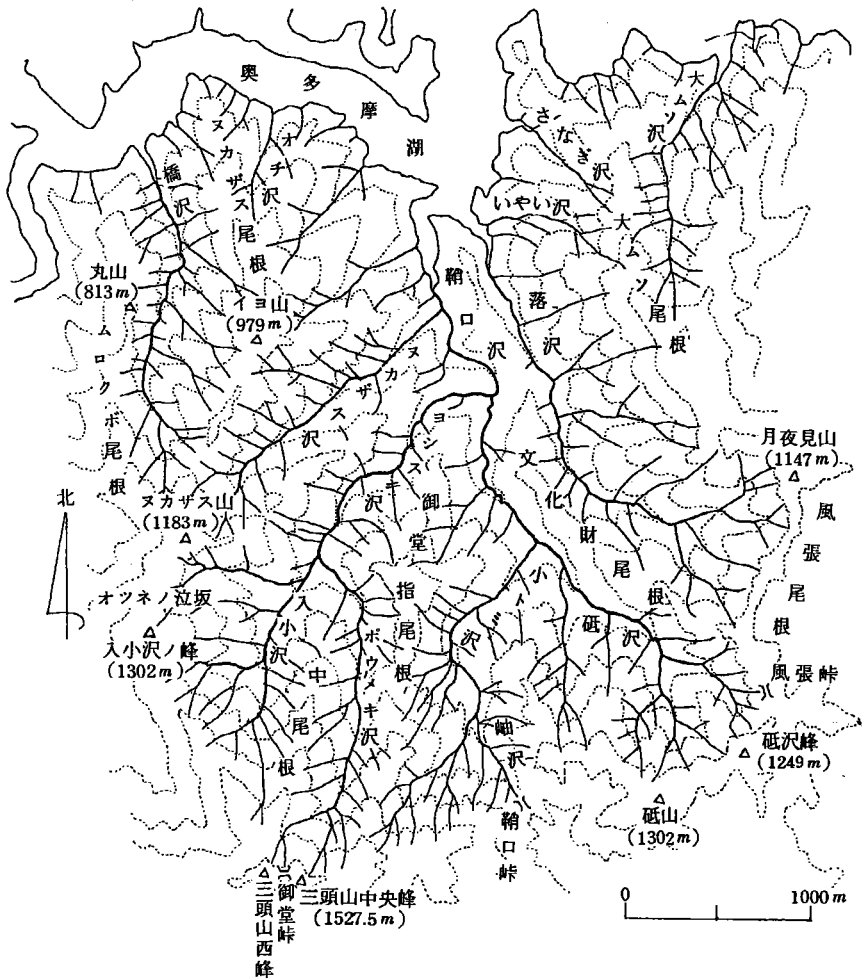 奥多摩湖
大ムソ沢
さなぎ沢
ヌカザス尾根
オチ沢
橋沢
いやい沢
大ムソ尾根
丸山
(813m)
イヨ山
(979m)
鞘口沢
落沢
ムロクボ尾根
ヌカザス沢
ヨシスキ沢
月夜見山
(1147m)
文化財尾根
北
ヌカザス山
(1183m)
御堂指尾根
風張尾根
オツネノ泣坂
入小沢
小
沢
砥沢
入小沢ノ峰
(1302m)
中尾根
ボウメキ沢
風張峠
岫沢
砥沢峰
(1249m)
鞘口峠
砥山
(1302m)
0
1000m
三頭山中央峰
(1527.5m)
御堂峠
三頭山西峰